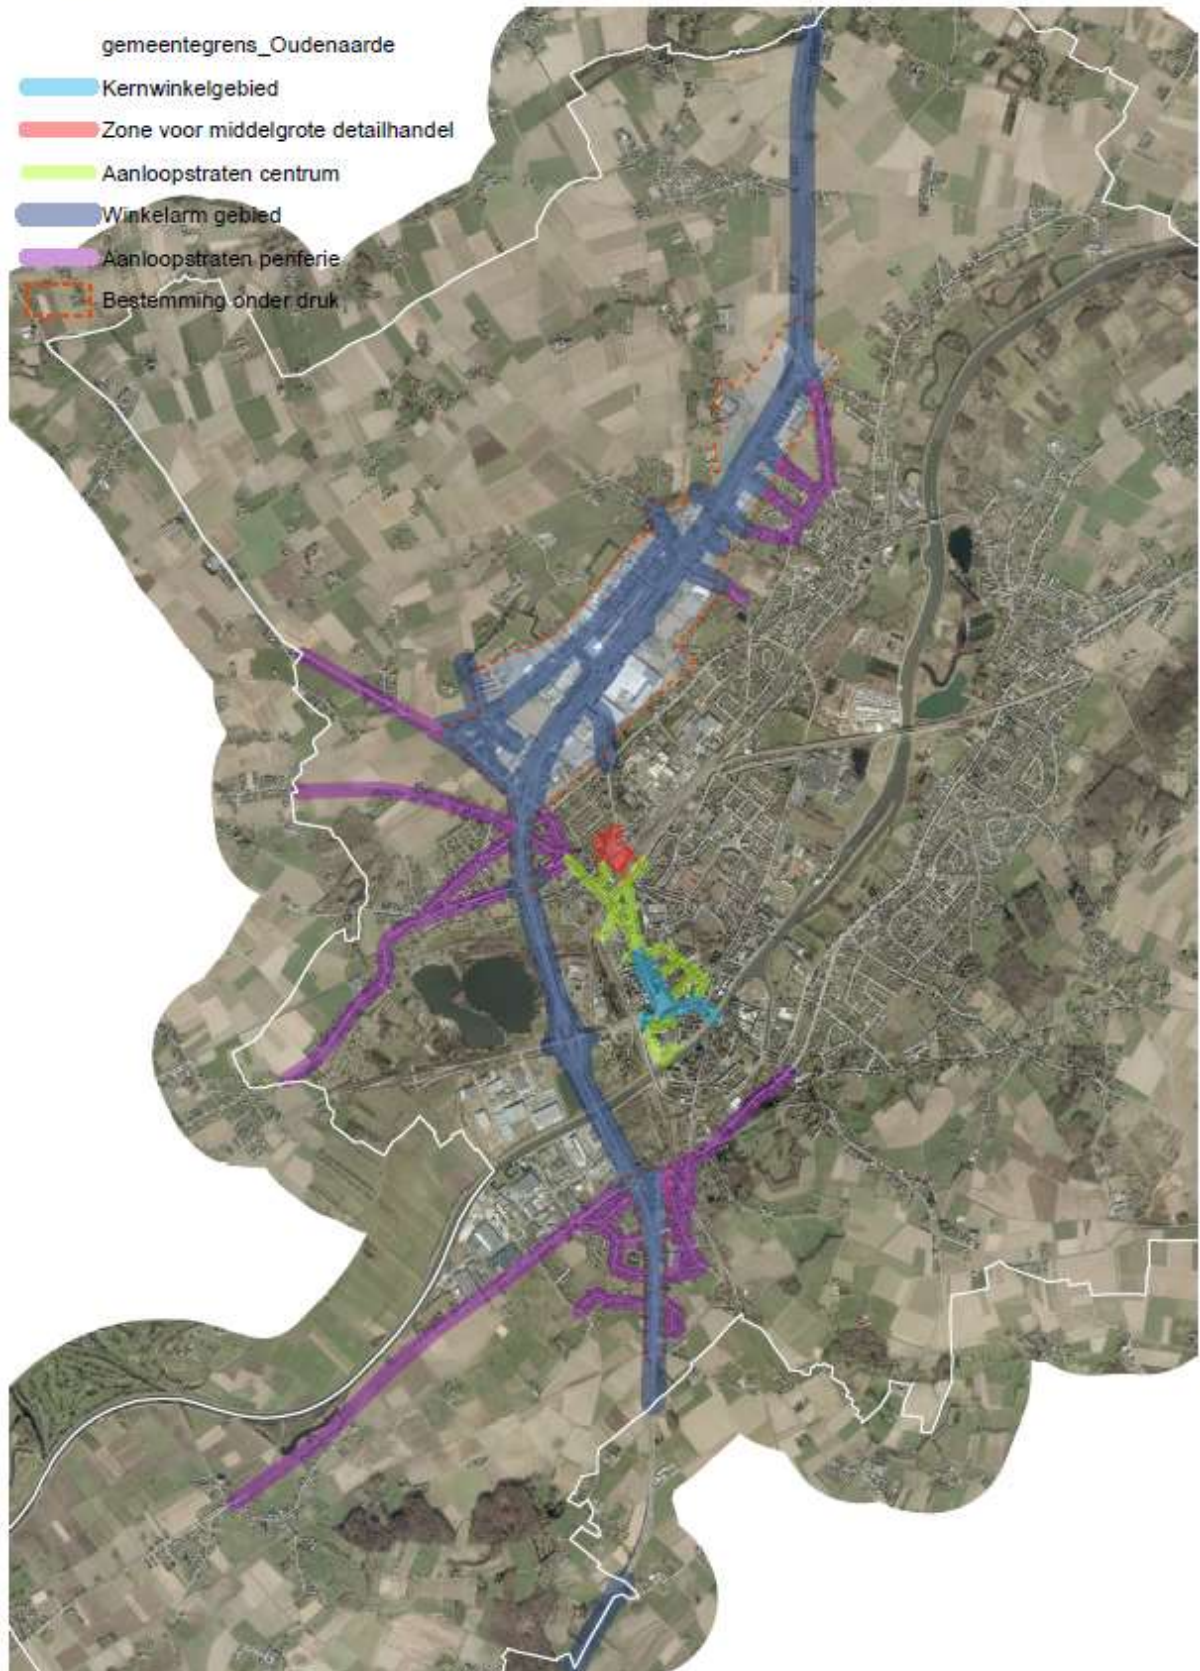 gemeentegrens_Oudenaarde
Kernwinkelgebied
Zone voor middelgrote detailhandel
Aanloopstraten centrum
Winkelarm gebied
Aanloopstraten periferie
Bestemming onder druk